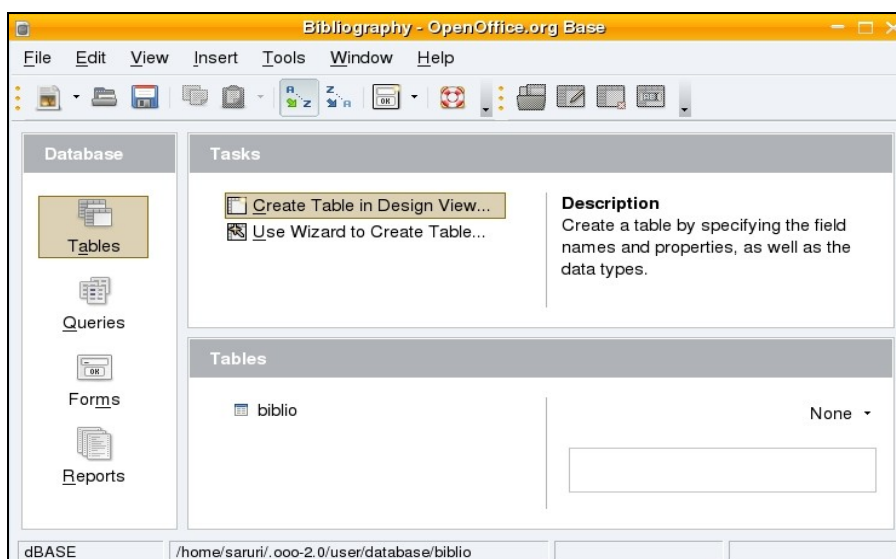 Bibliography - OpenOffice.org Base
File Edit View Insert Tools Window Help
Database
Tables
Queries
Forms
Reports
Tasks
Create Table in Design View...
Use Wizard to Create Table...
Description
Create a table by specifying the field
names and properties, as well as the
data types.
Tables
biblio
None
dBASE /home/saruri/.ooo-2.0/user/database/biblio